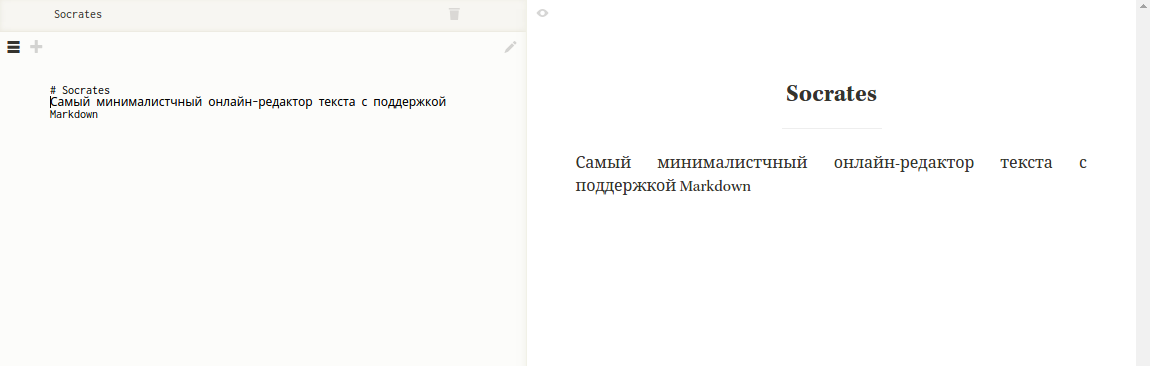 Socrates
# Socrates
Самый минималистчный онлайн-редактор текста с поддержкой
Markdown
Socrates
Самый минималистчный онлайн-редактор текста с
поддержкой Markdown